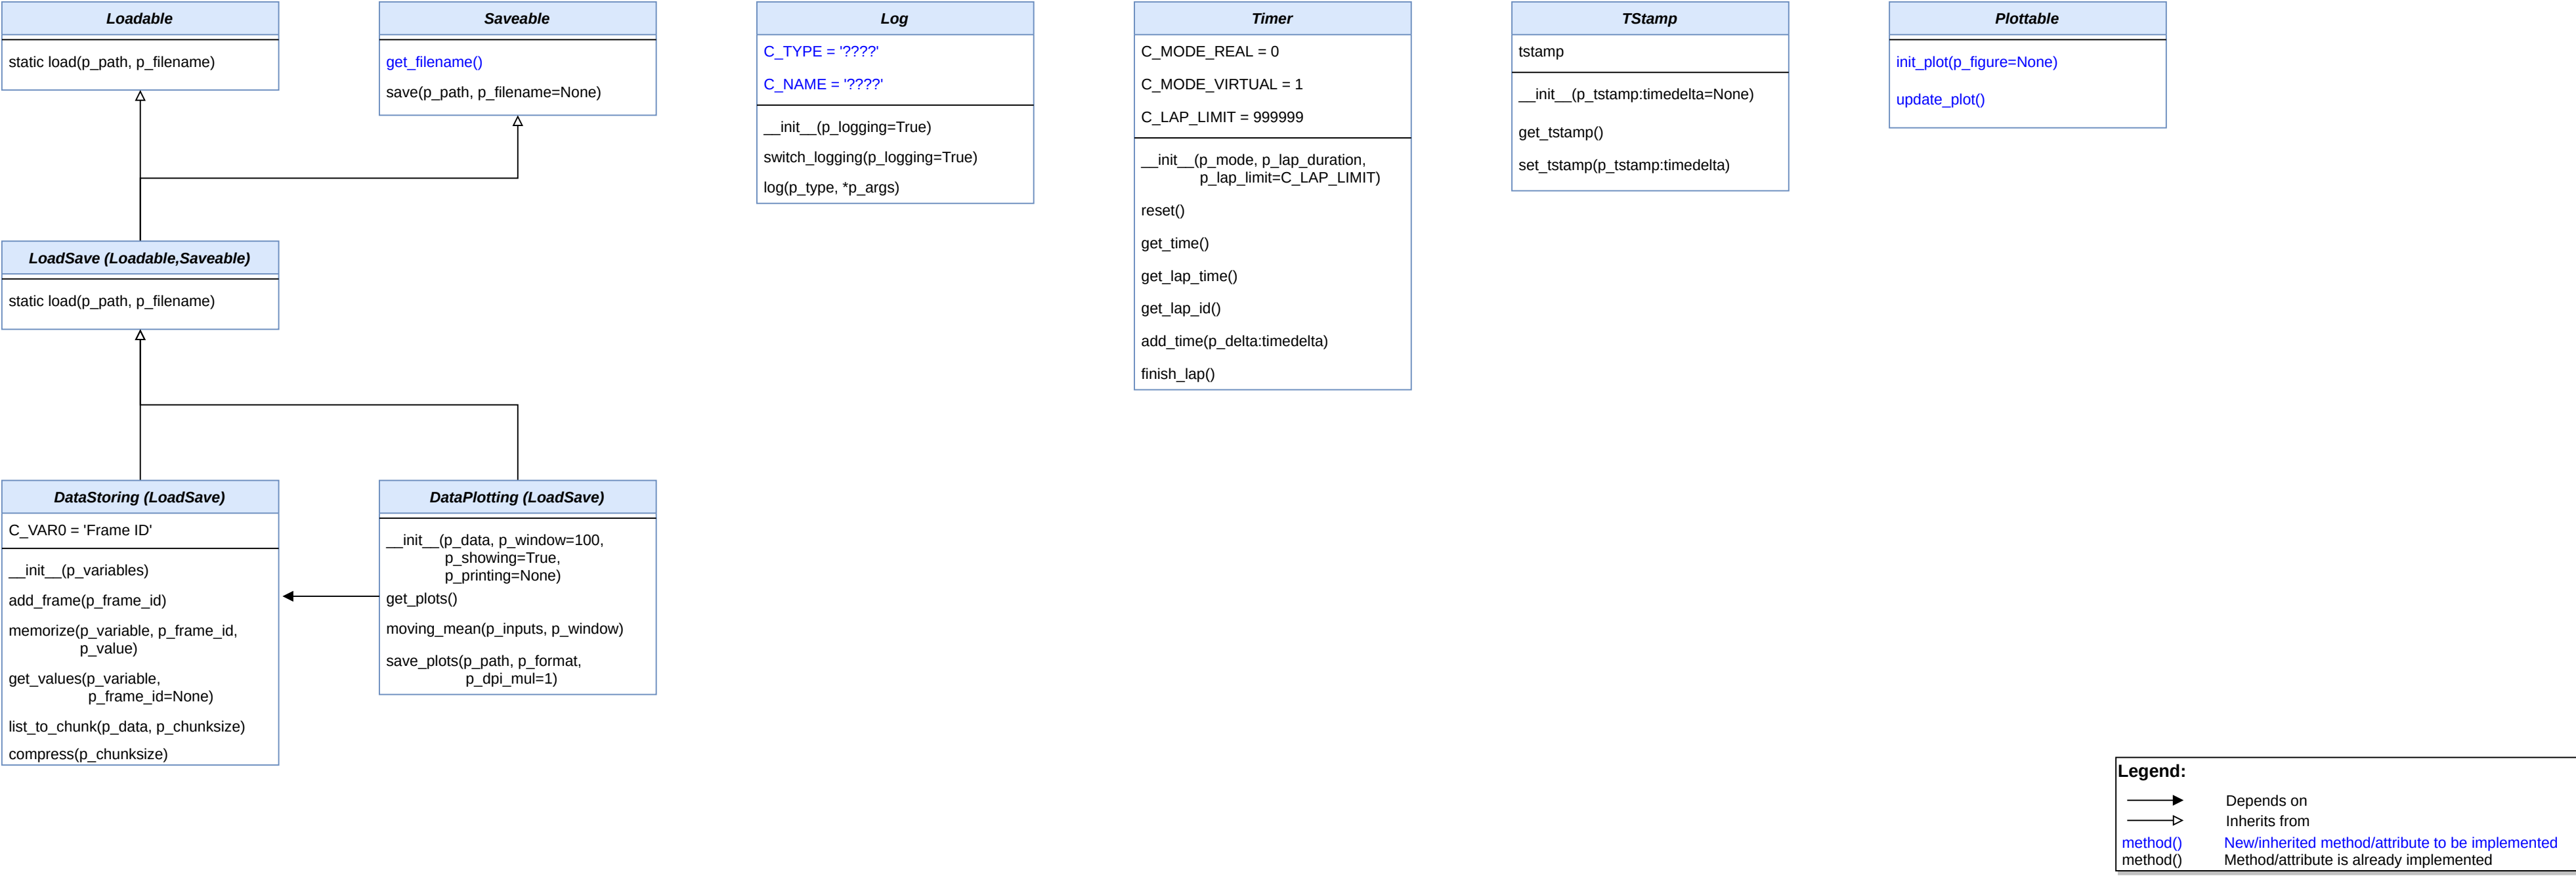 Loadable
static load(p_path, p_filename)
Saveable
get_filename()
save(p_path, p_filename=None)
Log
C_TYPE = '????'
C_NAME = '????'
__init__(p_logging=True)
switch_logging(p_logging=True)
log(p_type, *p_args)
Timer
C_MODE_REAL = 0
C_MODE_VIRTUAL = 1
C_LAP_LIMIT = 999999
__init__(p_mode, p_lap_duration,
p_lap_limit=C_LAP_LIMIT)
reset()
get_time()
get_lap_time()
get_lap_id()
add_time(p_delta:timedelta)
finish_lap()
TStamp
tstamp
__init__(p_tstamp:timedelta=None)
get_tstamp()
set_tstamp(p_tstamp:timedelta)
Plottable
init_plot(p_figure=None)
update_plot()
LoadSave (Loadable,Saveable)
static load(p_path, p_filename)
DataStoring (LoadSave)
C_VAR0 = 'Frame ID'
__init__(p_variables)
add_frame(p_frame_id)
memorize(p_variable, p_frame_id,
p_value)
get_values(p_variable,
p_frame_id=None)
list_to_chunk(p_data, p_chunksize)
compress(p_chunksize)
DataPlotting (LoadSave)
__init__(p_data, p_window=100,
p_showing=True,
p_printing=None)
get_plots()
moving_mean(p_inputs, p_window)
save_plots(p_path, p_format,
p_dpi_mul=1)
Legend:
Depends on
Inherits from
method() New/inherited method/attribute to be implemented
method() Method/attribute is already implemented